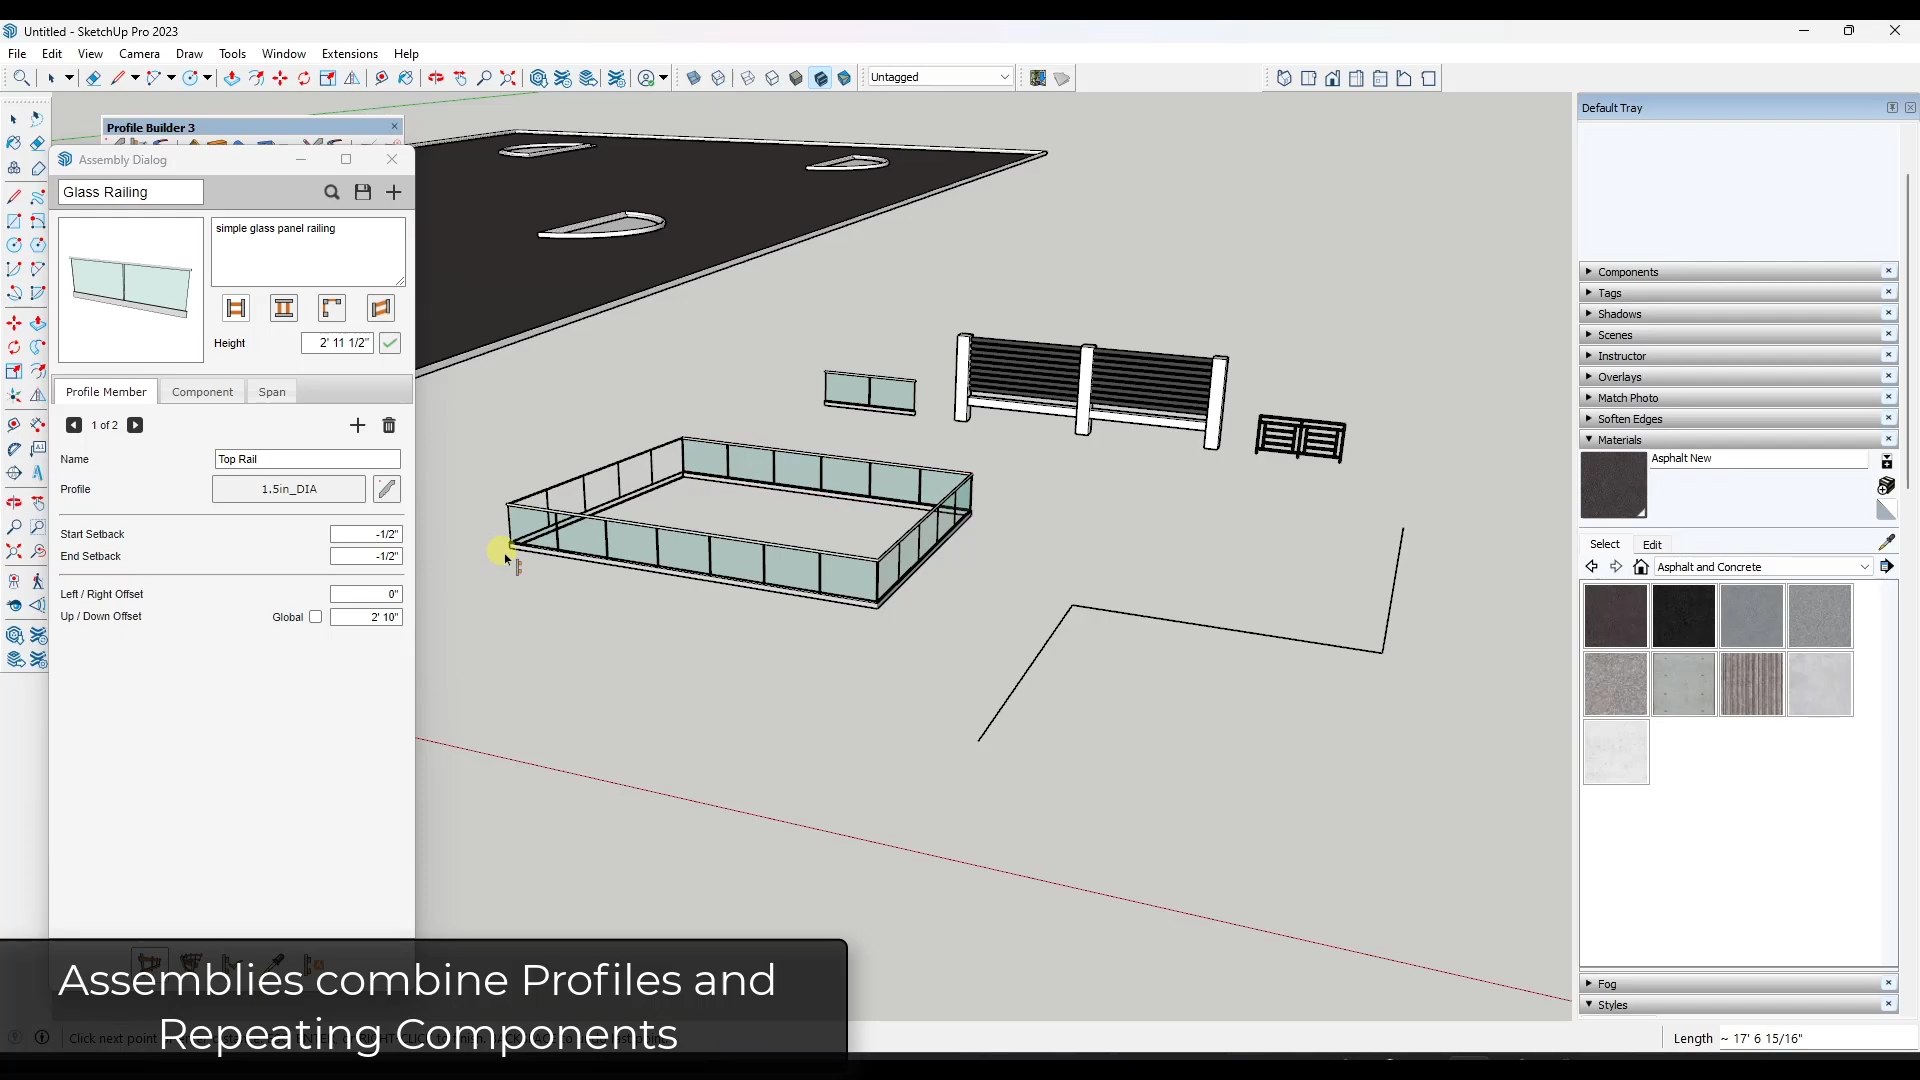 Untitled - SketchUp Pro 2023
File Edit View Camera Draw Tools Window Extensions Help
Untagged
Profile Builder 3
Assembly Dialog
Glass Railing
simple glass panel railing
Height 2' 11 1/2"
Profile Member Component Span
1 of 2
Name Top Rail
Profile 1.5in_DIA
Start Setback -1/2"
End Setback -1/2"
Left / Right Offset 0"
Up / Down Offset Global 2' 10"
Default Tray
Components
Tags
Shadows
Scenes
Instructor
Overlays
Match Photo
Soften Edges
Materials
Asphalt New
Select Edit
Asphalt and Concrete
Fog
Styles
Assemblies combine Profiles and
Repeating Components
Click next point
Length ~ 17' 6 15/16"